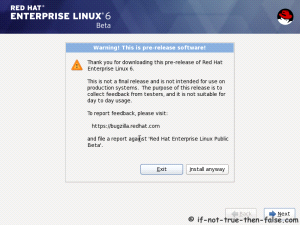 RED HAT
ENTERPRISE LINUX 6
Beta
Warning! This is pre-release software!
Thank you for downloading this pre-release of Red Hat
Enterprise Linux 6.
This is not a final release and is not intended for use on
production systems. The purpose of this release is to
collect feedback from testers, and it is not suitable for
day to day usage.
To report feedback, please visit:
https://bugzilla.redhat.com
and file a report against 'Red Hat Enterprise Linux Public
Beta'.
Exit
Install anyway
Back
Next
© if-not-true-then-false.com